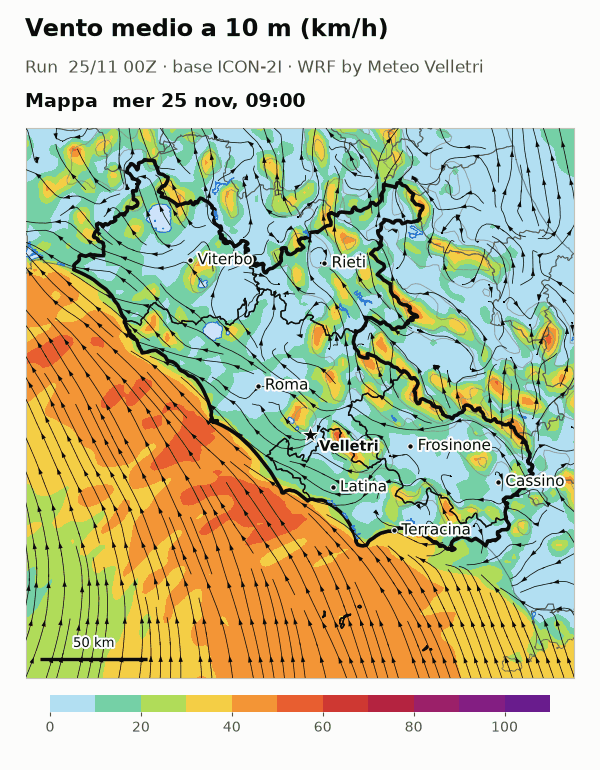 Vento medio a 10 m (km/h)
Run  25/11 00Z · base ICON-2I · WRF by Meteo Velletri
Mappa  mer 25 nov, 09:00
Viterbo
Rieti
Roma
Velletri
Frosinone
Latina
Cassino
Terracina
50 km
0 20 40 60 80 100